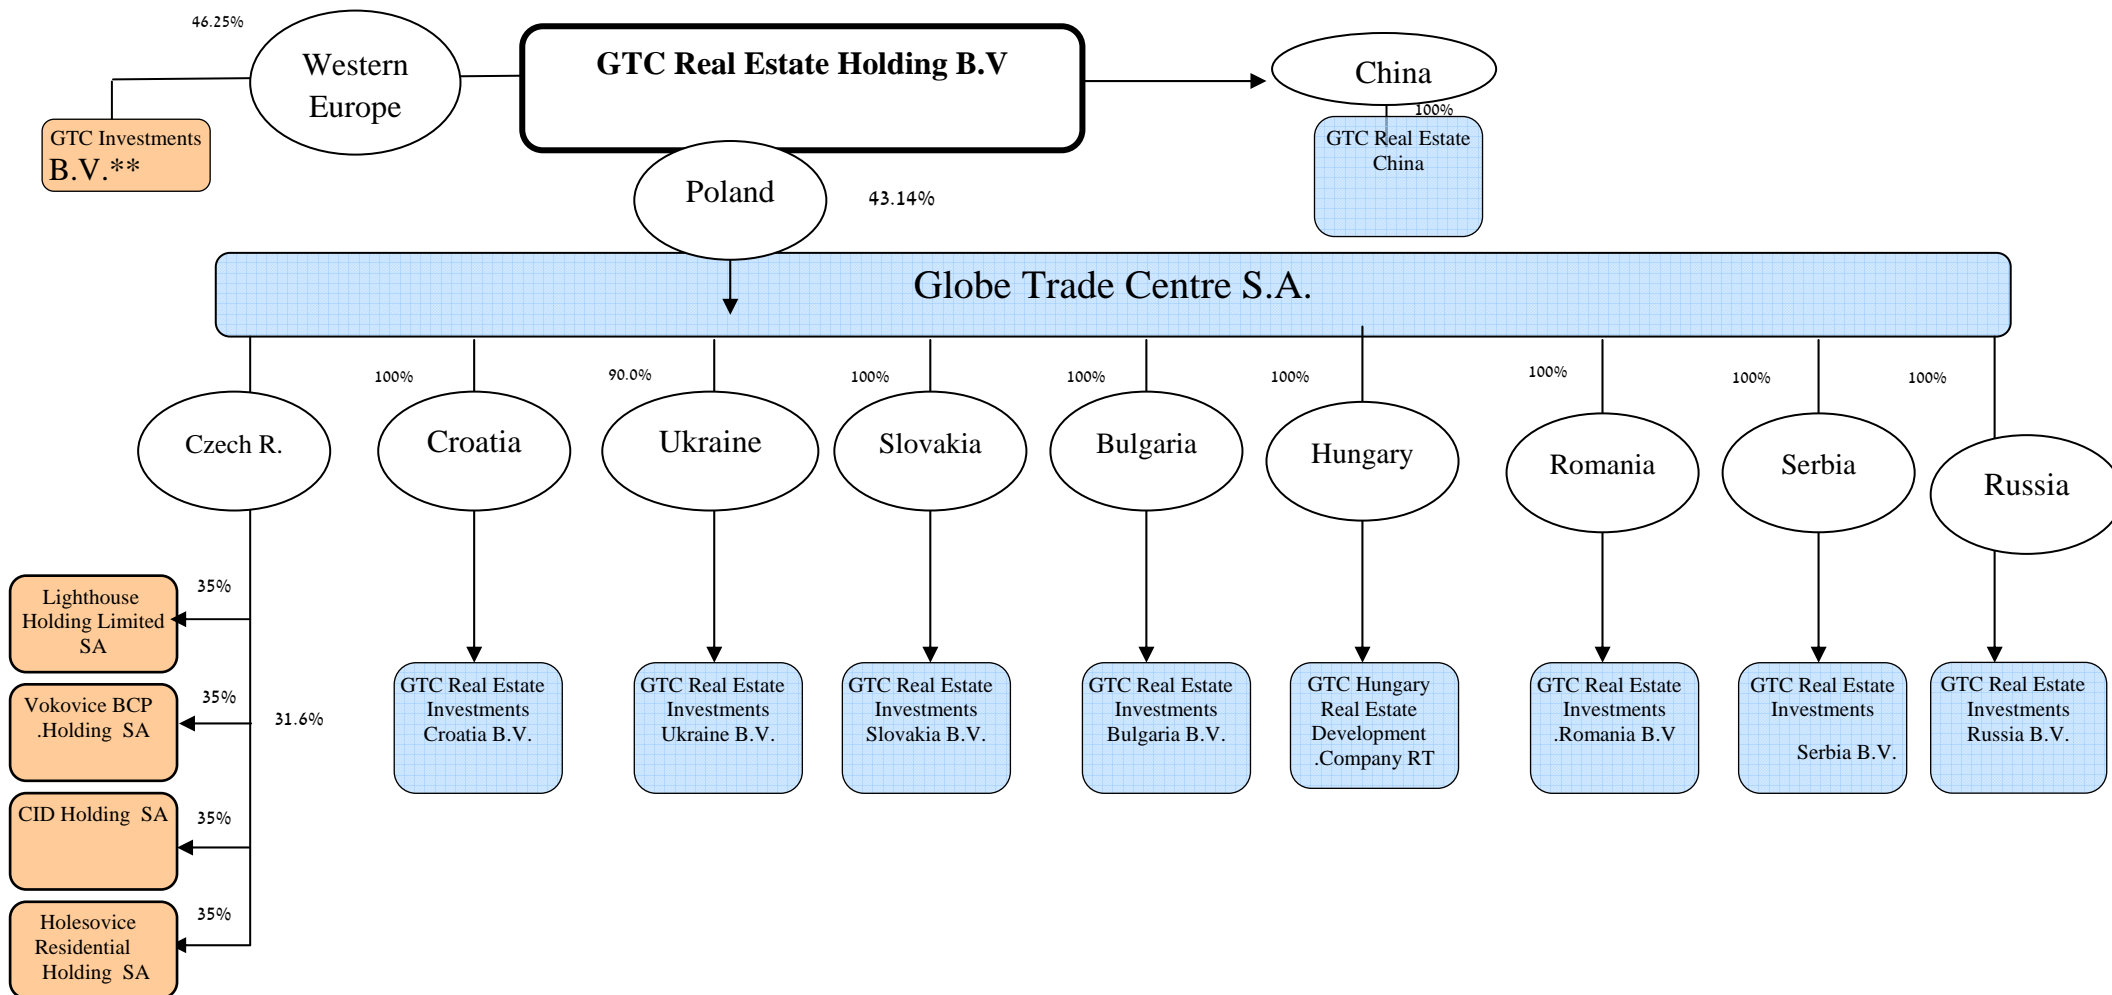 46.25%
Western
Europe
GTC Real Estate Holding B.V
China
100%
GTC Investments
B.V.**
GTC Real Estate
China
Poland
43.14%
Globe Trade Centre S.A.
100%
90.0%
100%
100%
100%
100%
100%
100%
Czech R.
Croatia
Ukraine
Slovakia
Bulgaria
Hungary
Romania
Serbia
Russia
35%
Lighthouse
Holding Limited
SA
35%
Vokovice BCP
.Holding SA
31.6%
35%
CID Holding SA
35%
Holesovice
Residential
Holding SA
GTC Real Estate
Investments
Croatia B.V.
GTC Real Estate
Investments
Ukraine B.V.
GTC Real Estate
Investments
Slovakia B.V.
GTC Real Estate
Investments
Bulgaria B.V.
GTC Hungary
Real Estate
Development
.Company RT
GTC Real Estate
Investments
.Romania B.V
GTC Real Estate
Investments
Serbia B.V.
GTC Real Estate
Investments
Russia B.V.